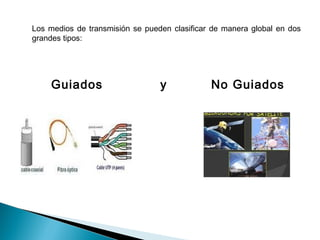 Los medios de transmisión se pueden clasificar de manera global en dos
grandes tipos:
Guiados y No Guiados
cable coaxial Fibra óptica Cable UTP (4 pares)